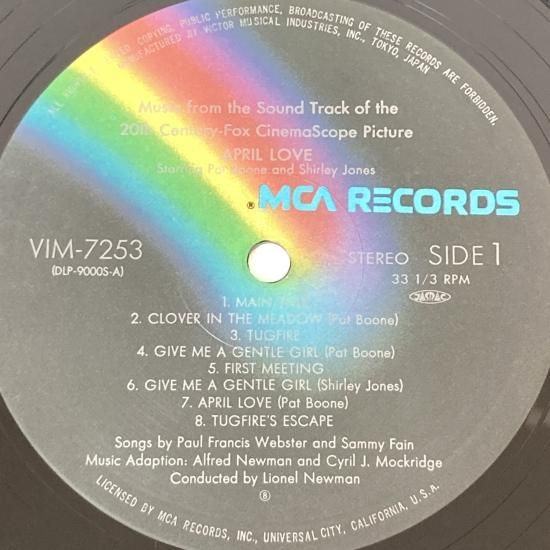 ALL RIGHTS COPYING, PUBLIC PERFORMANCE, BROADCASTING OF THESE RECORDS ARE FORBIDDEN.
MANUFACTURED BY VICTOR MUSICAL INDUSTRIES, INC., TOKYO, JAPAN
Music from the Sound Track of the
20th Century-Fox CinemaScope Picture
APRIL LOVE
Starring Pat Boone and Shirley Jones
® MCA RECORDS
VIM-7253
(DLP-9000S-A)
STEREO SIDE 1
33 1/3 RPM
JASRAC
1. MAIN
2. CLOVER IN THE MEADOW (Pat Boone)
3. TUGFIRE
4. GIVE ME A GENTLE GIRL (Pat Boone)
5. FIRST MEETING
6. GIVE ME A GENTLE GIRL (Shirley Jones)
7. APRIL LOVE (Pat Boone)
8. TUGFIRE'S ESCAPE
Songs by Paul Francis Webster and Sammy Fain
Music Adaption: Alfred Newman and Cyril J. Mockridge
Conducted by Lionel Newman
Ⓡ
LICENSED BY MCA RECORDS, INC., UNIVERSAL CITY, CALIFORNIA, U.S.A.